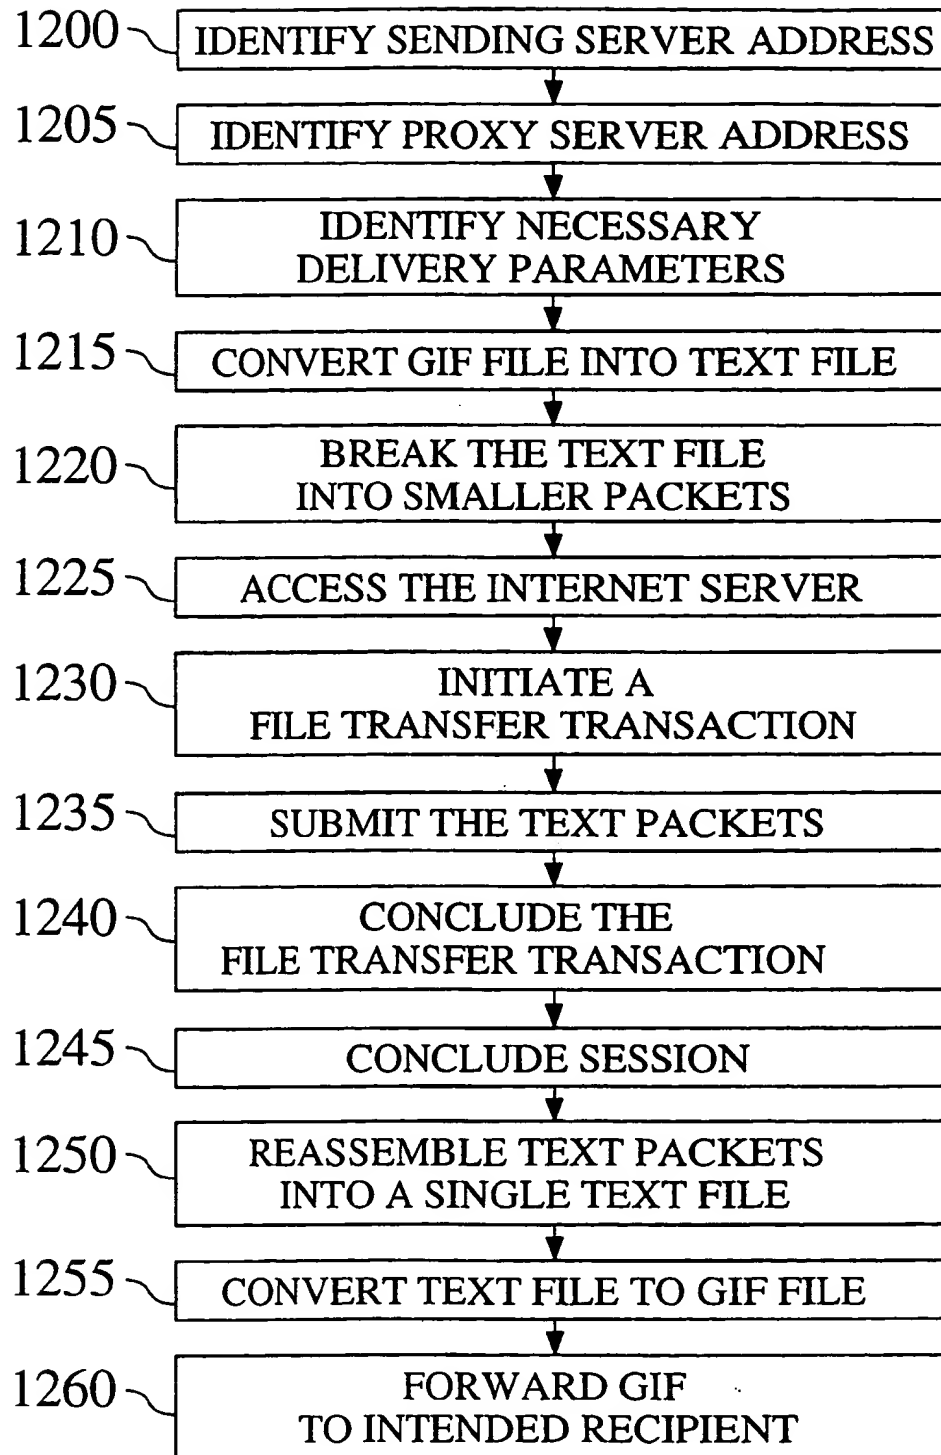 1200 IDENTIFY SENDING SERVER ADDRESS
1205 IDENTIFY PROXY SERVER ADDRESS
1210 IDENTIFY NECESSARY
DELIVERY PARAMETERS
1215 CONVERT GIF FILE INTO TEXT FILE
1220 BREAK THE TEXT FILE
INTO SMALLER PACKETS
1225 ACCESS THE INTERNET SERVER
1230 INITIATE A
FILE TRANSFER TRANSACTION
1235 SUBMIT THE TEXT PACKETS
1240 CONCLUDE THE
FILE TRANSFER TRANSACTION
1245 CONCLUDE SESSION
1250 REASSEMBLE TEXT PACKETS
INTO A SINGLE TEXT FILE
1255 CONVERT TEXT FILE TO GIF FILE
1260 FORWARD GIF
TO INTENDED RECIPIENT